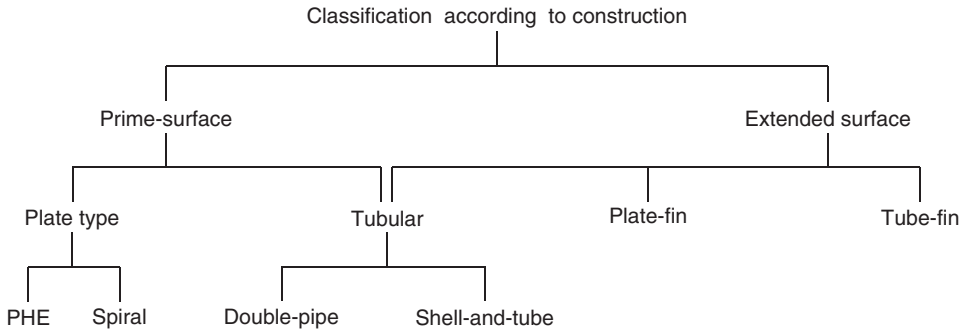 Classification according to construction
Prime-surface Extended surface
Plate type Tubular Plate-fin Tube-fin
PHE Spiral Double-pipe Shell-and-tube